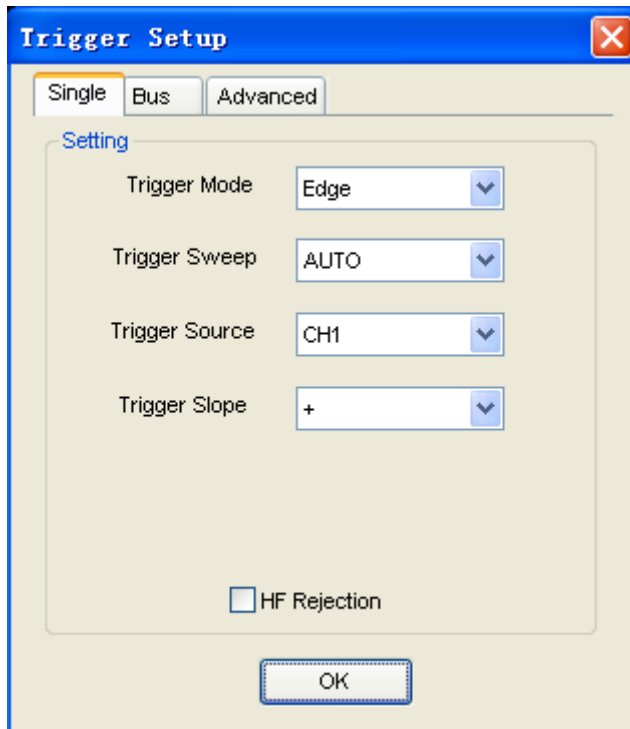 Trigger Setup
Single Bus Advanced
Setting
Trigger Mode Edge
Trigger Sweep AUTO
Trigger Source CH1
Trigger Slope +
HF Rejection
OK